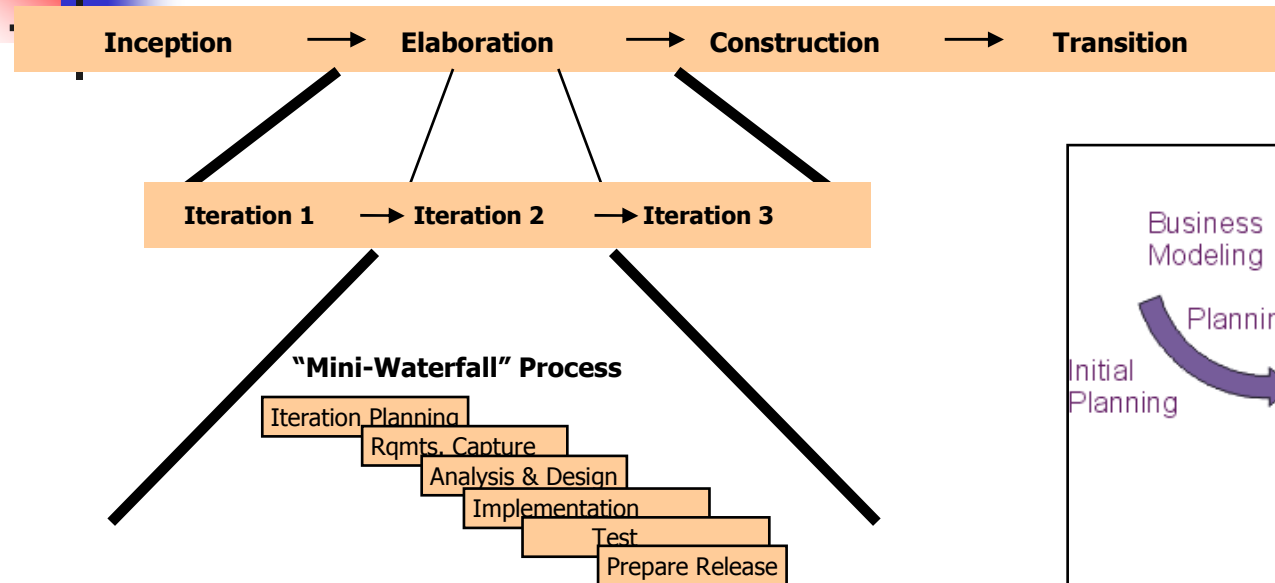 Inception Elaboration Construction Transition
Iteration 1 Iteration 2 Iteration 3
“Mini-Waterfall” Process
Iteration Planning
Rqmts. Capture
Analysis & Design
Implementation
Test
Prepare Release
Business
Modeling
Initial
Planning